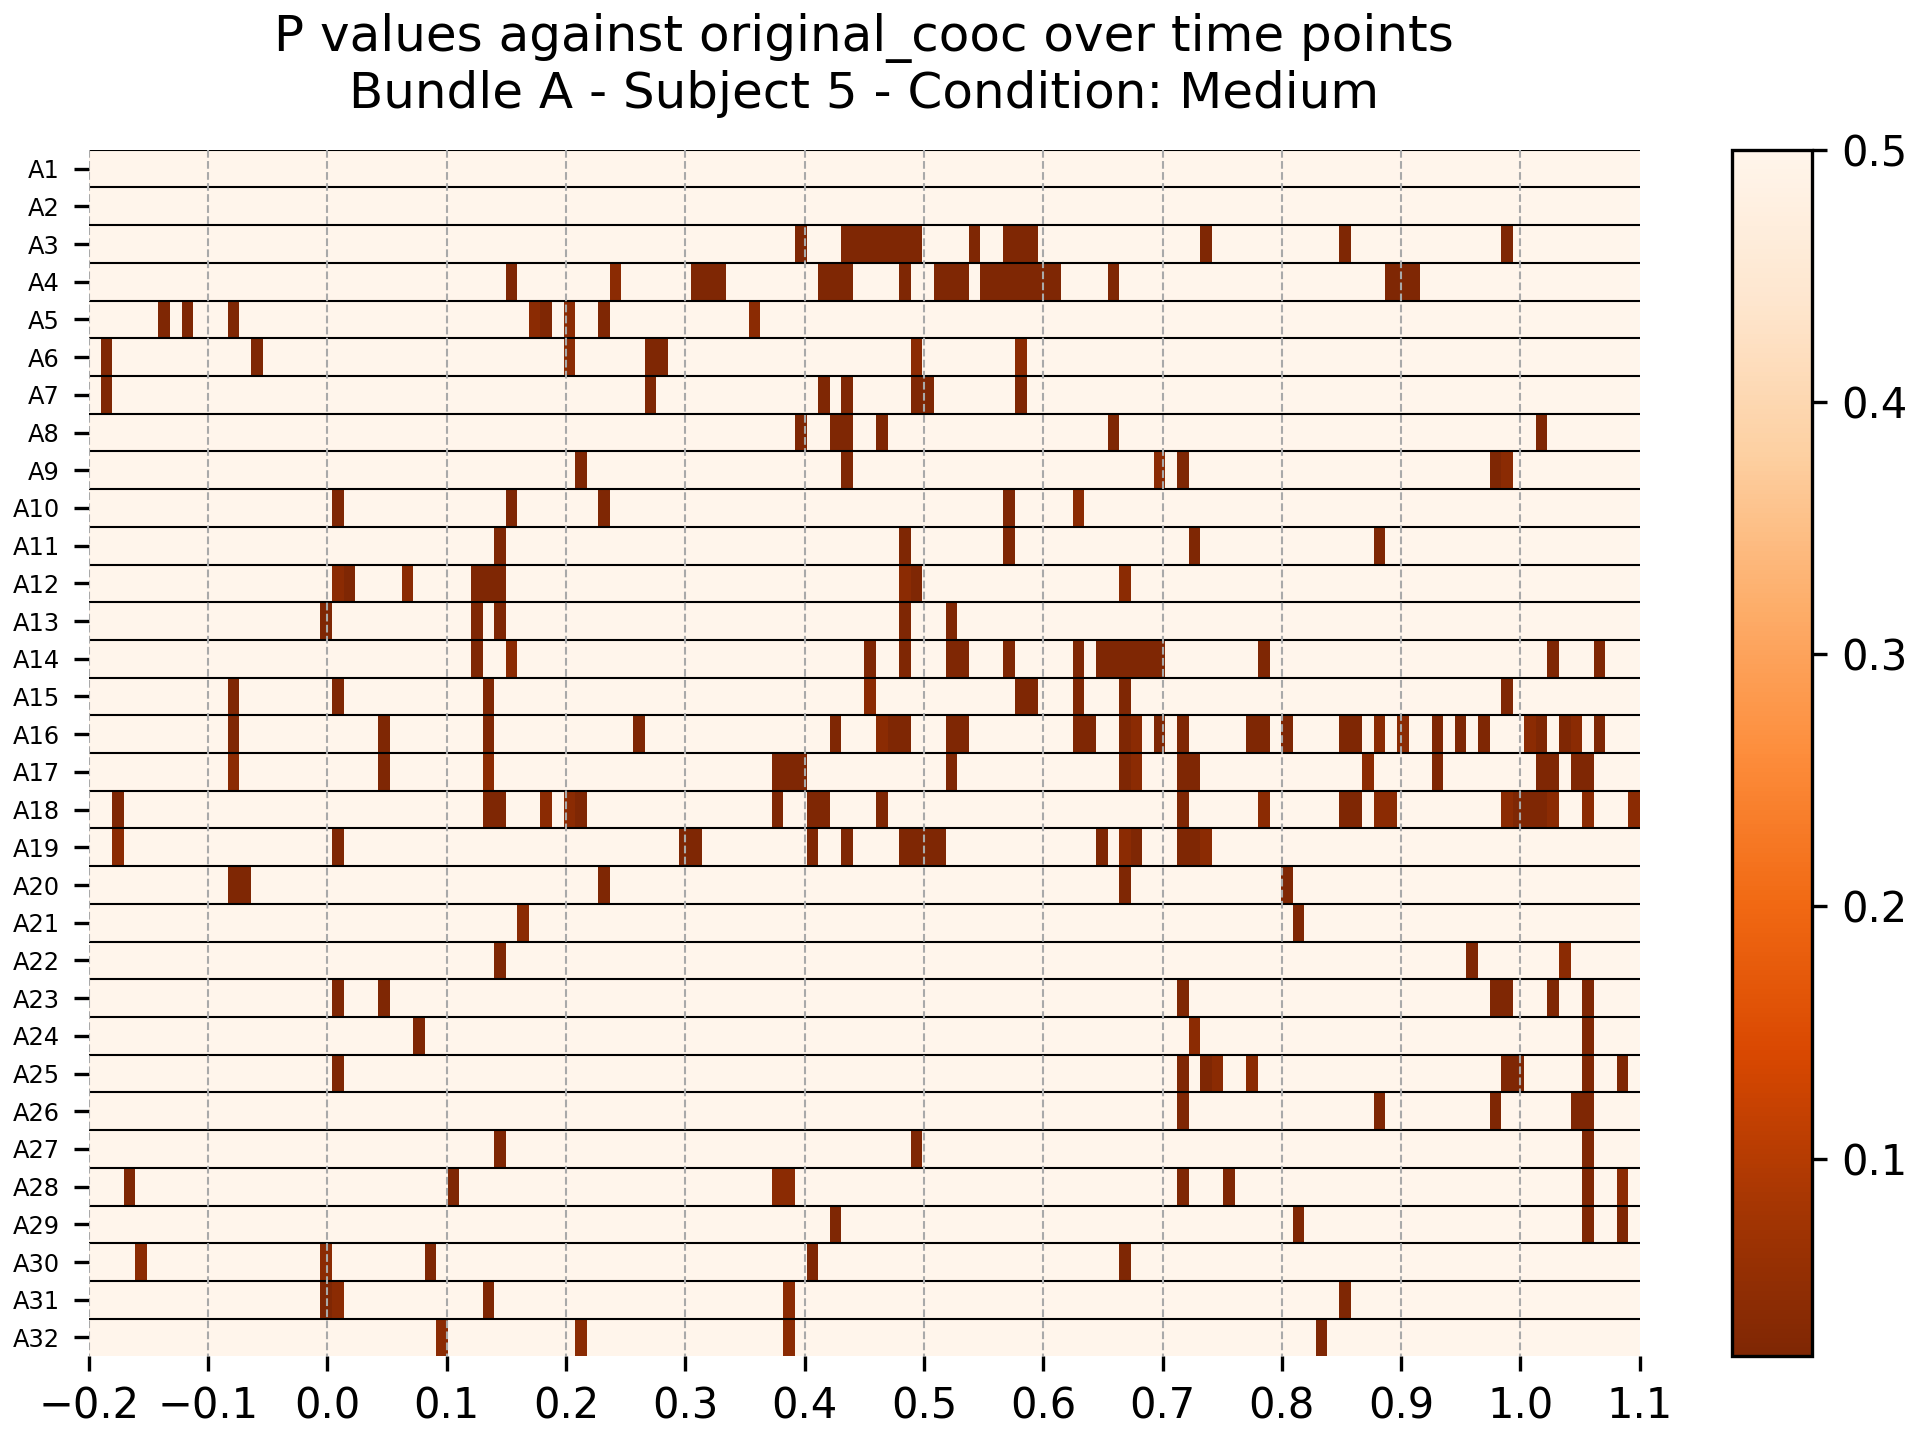 P values against original_cooc over time points
Bundle A - Subject 5 - Condition: Medium
A1
A2
A3
A4
A5
A6
A7
A8
A9
A10
A11
A12
A13
A14
A15
A16
A17
A18
A19
A20
A21
A22
A23
A24
A25
A26
A27
A28
A29
A30
A31
A32
−0.2 −0.1 0.0 0.1 0.2 0.3 0.4 0.5 0.6 0.7 0.8 0.9 1.0 1.1
0.5
0.4
0.3
0.2
0.1